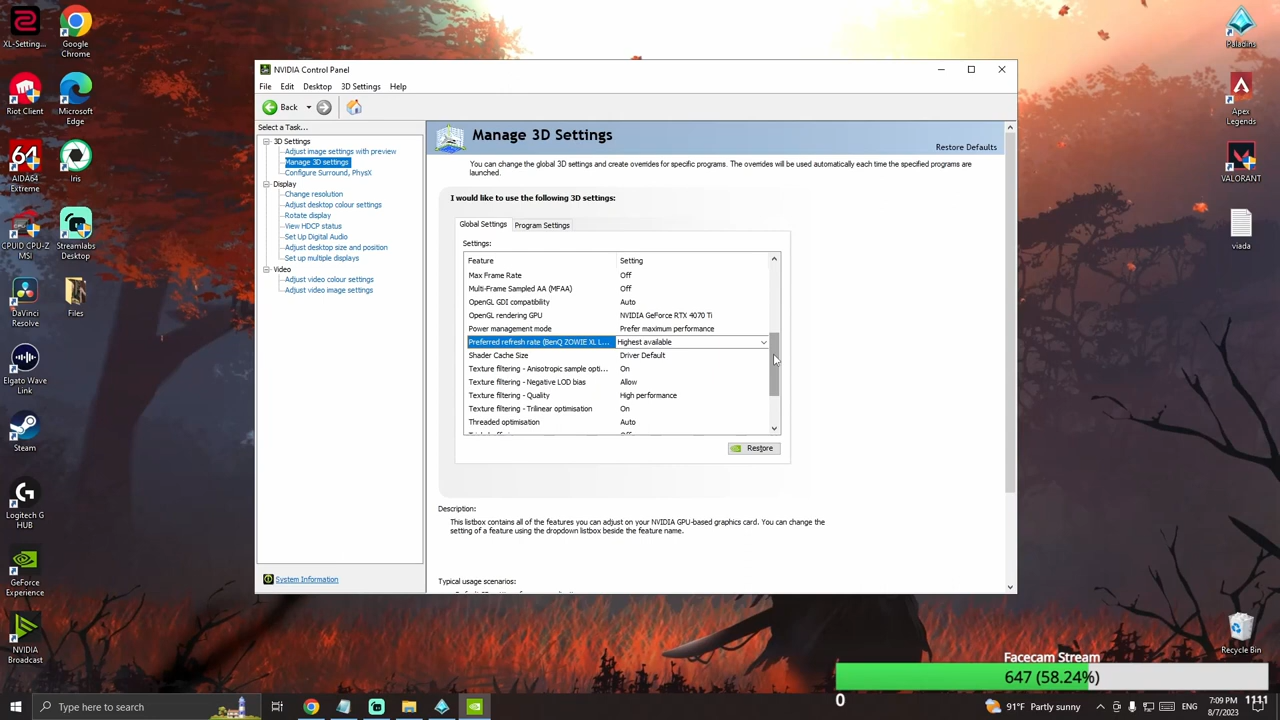 XL-Setting...
Google
Chrome
Riot Client
Microsoft
Edge
64
AIDA64
Extreme
Iris
CPUID CPU-Z
MSI
Streamlabs
Desktop
DaVinci
Resolve
Files
Elgato Wave
Link
Steam
Logitech G
HUB
GeForce
Experience
NVIDIA
Broadcast
Paladins
Apex
Legends
VALORANT
viada
Recycle Bin
NVIDIA Control Panel
File Edit Desktop 3D Settings Help
Back
Select a Task...
3D Settings
Adjust image settings with preview
Manage 3D settings
Configure Surround, PhysX
Display
Change resolution
Adjust desktop colour settings
Rotate display
View HDCP status
Set Up Digital Audio
Adjust desktop size and position
Set up multiple displays
Video
Adjust video colour settings
Adjust video image settings
System Information
Manage 3D Settings
Restore Defaults
You can change the global 3D settings and create overrides for specific programs. The overrides will be used automatically each time the specified programs are
launched.
I would like to use the following 3D settings:
Global Settings Program Settings
Settings:
Feature Setting
Max Frame Rate Off
Multi-Frame Sampled AA (MFAA) Off
OpenGL GDI compatibility Auto
OpenGL rendering GPU NVIDIA GeForce RTX 4070 Ti
Power management mode Prefer maximum performance
Preferred refresh rate (BenQ ZOWIE XL L... Highest available
Shader Cache Size Driver Default
Texture filtering - Anisotropic sample opti... On
Texture filtering - Negative LOD bias Allow
Texture filtering - Quality High performance
Texture filtering - Trilinear optimisation On
Threaded optimisation Auto
Restore
Description:
This listbox contains all of the features you can adjust on your NVIDIA GPU-based graphics card. You can change the
setting of a feature using the dropdown listbox beside the feature name.
Typical usage scenarios:
Facecam Stream
647 (58.24%)
0
1111
Type here to search
91°F Partly sunny
7:09 PM
8/7/2023